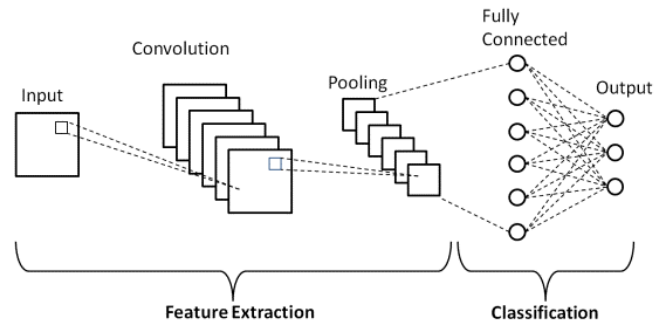 Input
Convolution
Pooling
Fully
Connected
Output
Feature Extraction
Classification